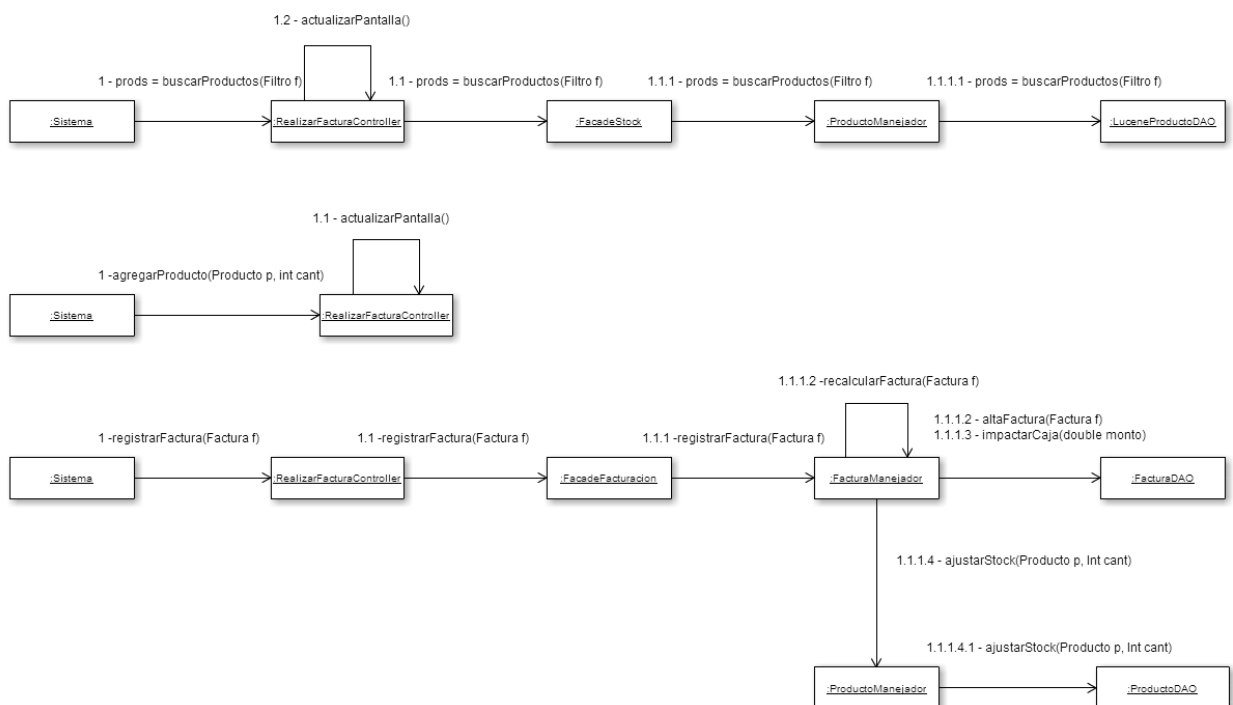 1.2 - actualizarPantalla()
1 - prods = buscarProductos(Filtro f)
1.1 - prods = buscarProductos(Filtro f)
1.1.1 - prods = buscarProductos(Filtro f)
1.1.1.1 - prods = buscarProductos(Filtro f)
:Sistema
:RealizarFacturaController
:FacadeStock
:ProductoManejador
:LuceneProductoDAO
1.1 - actualizarPantalla()
1 -agregarProducto(Producto p, int cant)
:Sistema
:RealizarFacturaController
1.1.1.2 -recalcularFactura(Factura f)
1.1.1.2 - altaFactura(Factura f)
1.1.1.3 - impactarCaja(double monto)
1 -registrarFactura(Factura f)
1.1 -registrarFactura(Factura f)
1.1.1 -registrarFactura(Factura f)
:Sistema
:RealizarFacturaController
:FacadeFacturacion
:FacturaManejador
:FacturaDAO
1.1.1.4 - ajustarStock(Producto p, Int cant)
1.1.1.4.1 - ajustarStock(Producto p, Int cant)
:ProductoManejador
:ProductoDAO